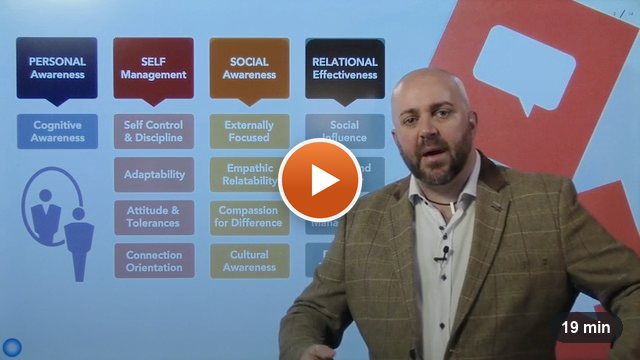 PERSONAL
Awareness
SELF
Management
SOCIAL
Awareness
RELATIONAL
Effectiveness
Cognitive
Awareness
Self Control
& Discipline
Externally
Focused
Social
Influence
Adaptability
Empathic
Relatability
Attitude &
Tolerances
Compassion
for Difference
Connection
Orientation
Cultural
Awareness
19 min